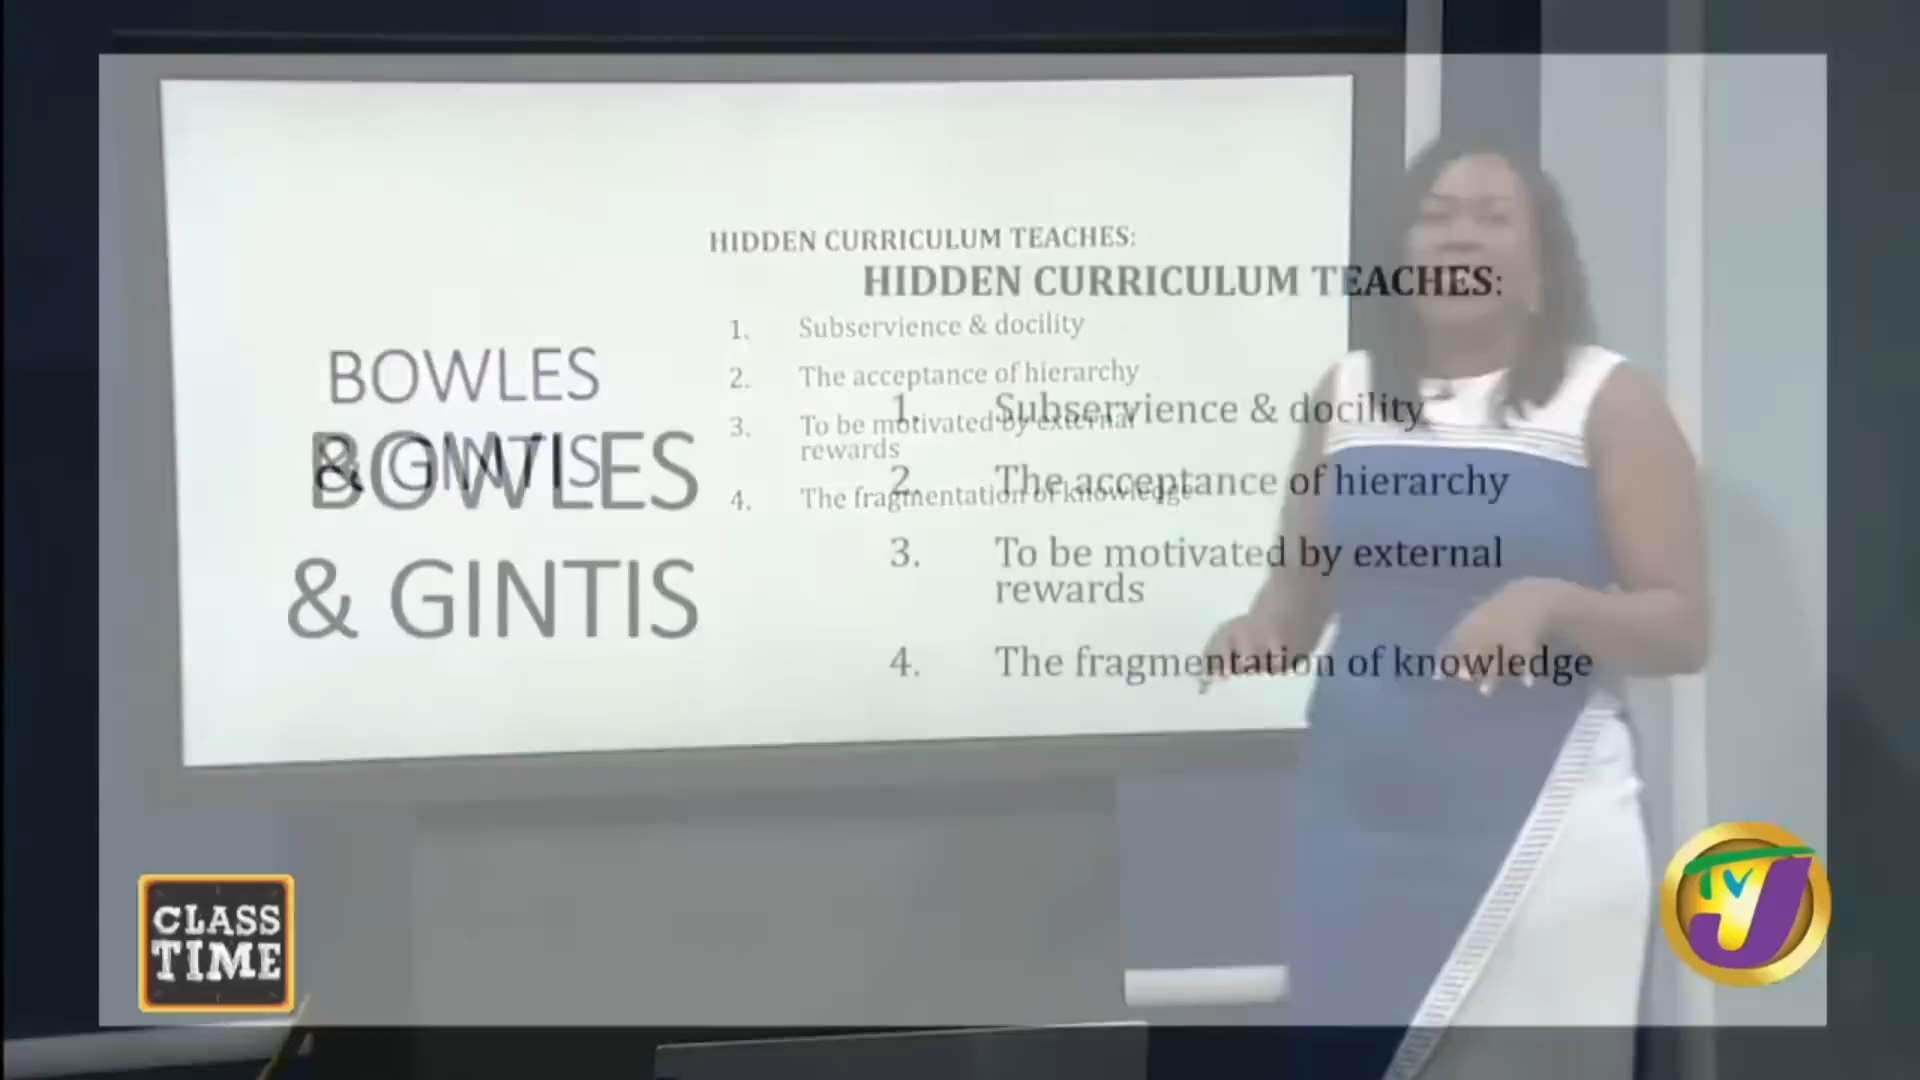 HIDDEN CURRICULUM TEACHES:
1. Subservience & docility
2. The acceptance of hierarchy
3. To be motivated by external
rewards
4. The fragmentation of knowledge
BOWLES
& GINTIS
HIDDEN CURRICULUM TEACHES:
1. Subservience & docility
2. The acceptance of hierarchy
3. To be motivated by external
rewards
4. The fragmentation of knowledge
BOWLES
& GINTIS
CLASS
TIME
TVJ